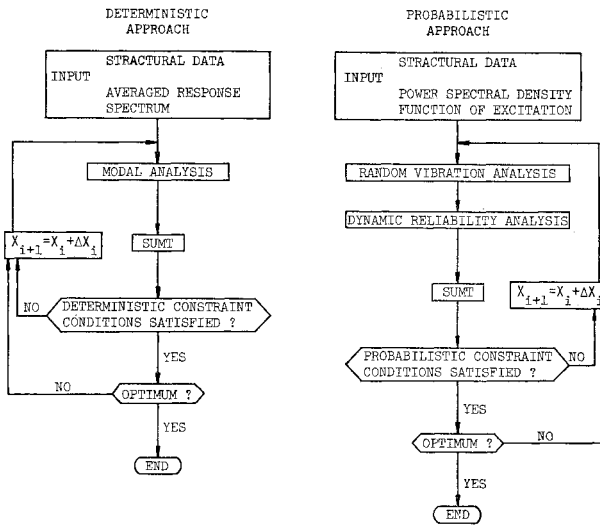 DETERMINISTIC
APPROACH
STRACTURAL DATA
INPUT
AVERAGED RESPONSE
SPECTRUM
MODAL ANALYSIS
SUMT
X_{i+1}=X_i+ΔX_i
NO
DETERMINISTIC CONSTRAINT
CONDITIONS SATISFIED ?
YES
NO
OPTIMUM ?
YES
END
PROBABILISTIC
APPROACH
STRACTURAL DATA
INPUT
POWER SPECTRAL DENSITY
FUNCTION OF EXCITATION
RANDOM VIBRATION ANALYSIS
DYNAMIC RELIABILITY ANALYSIS
SUMT
X_{i+1}=X_i+ΔX_i
PROBABILISTIC CONSTRAINT
CONDITIONS SATISFIED ?
NO
YES
OPTIMUM ?
NO
YES
END